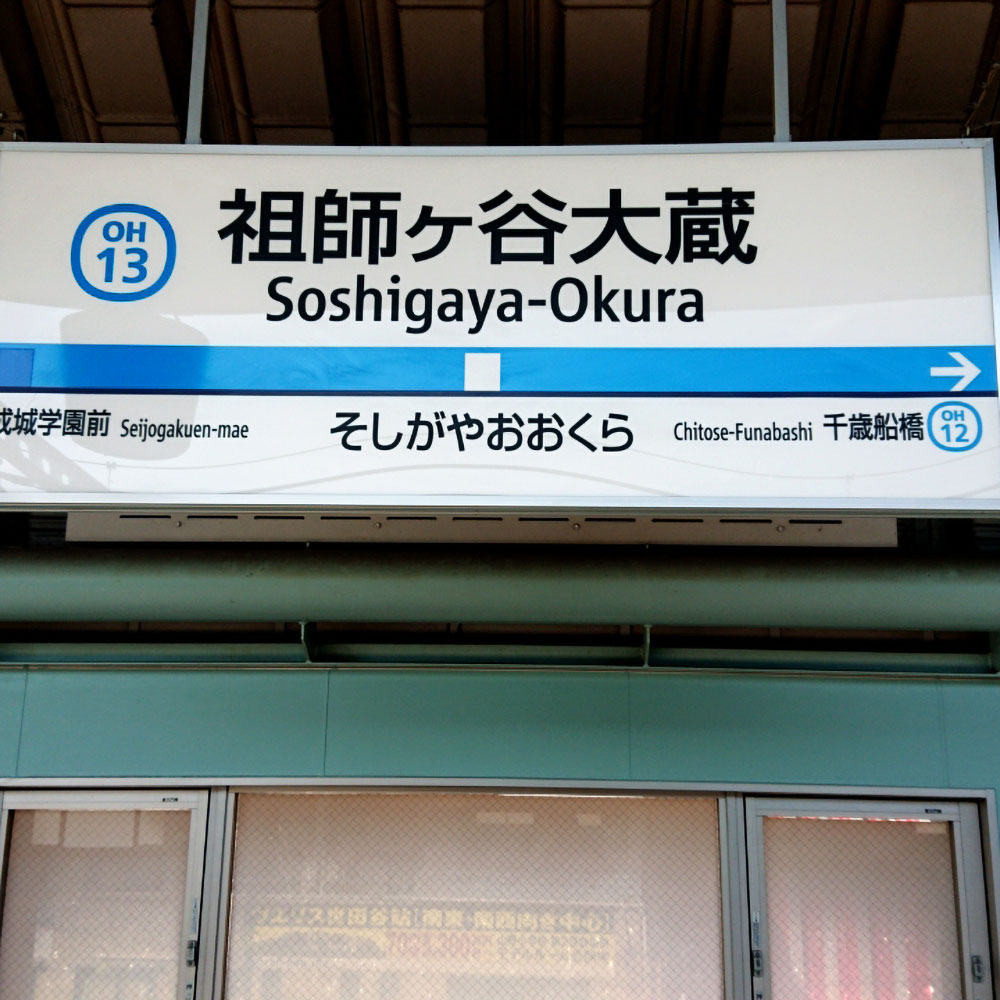 OH
13
祖師ヶ谷大蔵
Soshigaya-Okura
成城学園前 Seijogakuen-mae
そしがやおおくら
Chitose-Funabashi 千歳船橋
OH
12